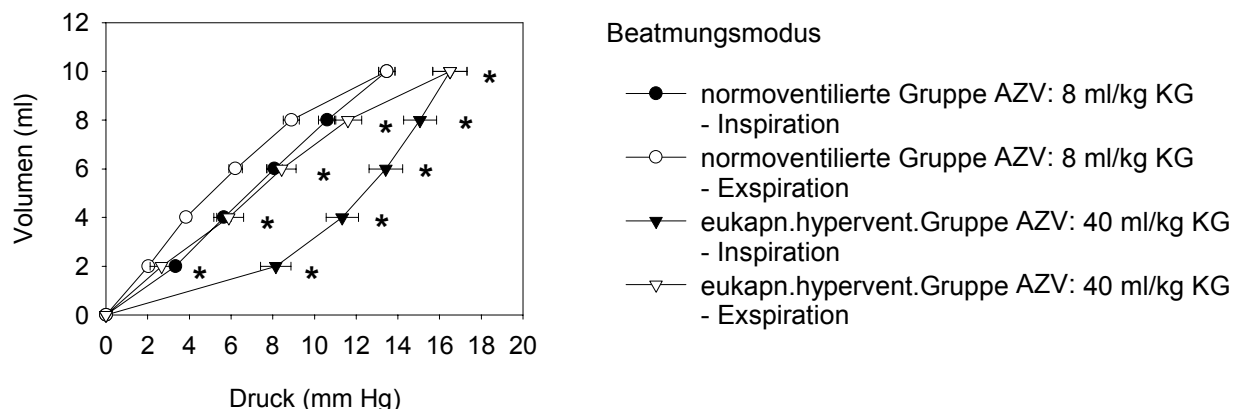 12
10
8
6
4
2
0
Volumen (ml)
*
*
*
*
*
*
*
*
*
0 2 4 6 8 10 12 14 16 18 20
Druck (mm Hg)
Beatmungsmodus
normoventilierte Gruppe AZV: 8 ml/kg KG
- Inspiration
normoventilierte Gruppe AZV: 8 ml/kg KG
- Exspiration
eukapn.hypervent.Gruppe AZV: 40 ml/kg KG
- Inspiration
eukapn.hypervent.Gruppe AZV: 40 ml/kg KG
- Exspiration